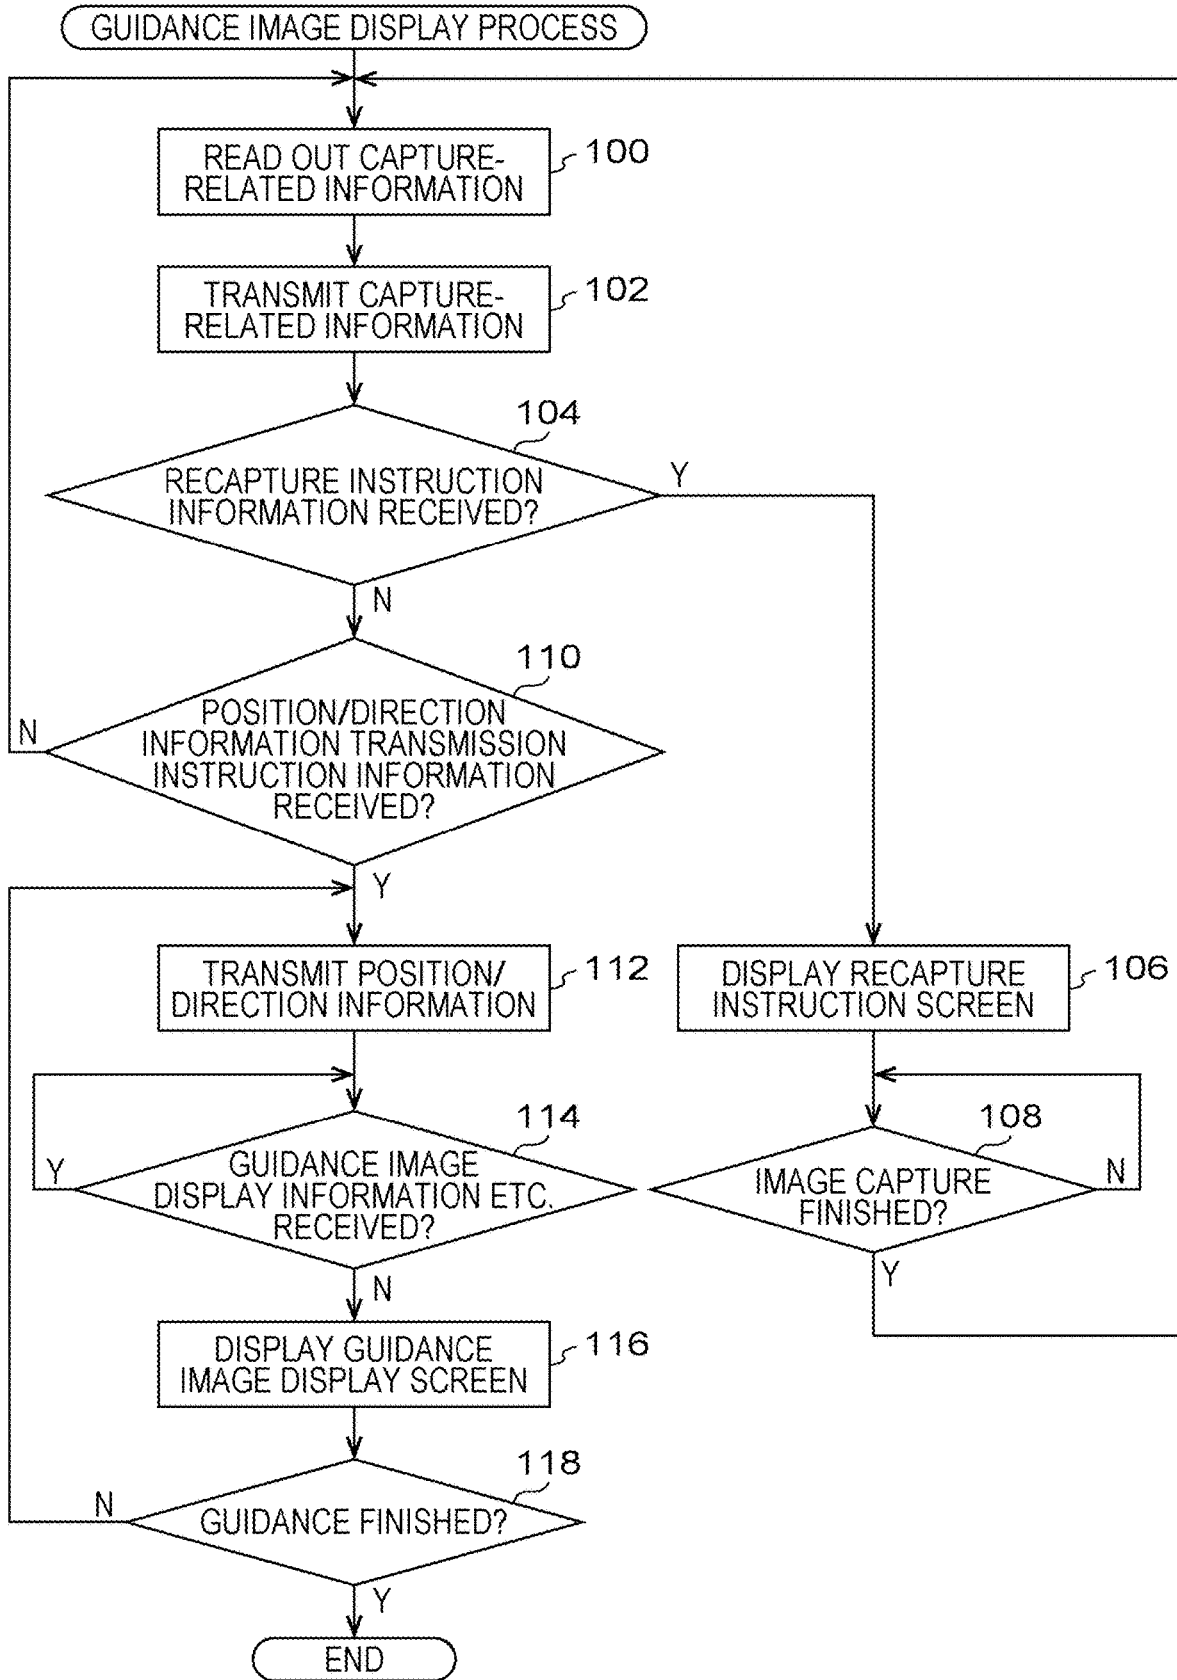 GUIDANCE IMAGE DISPLAY PROCESS
READ OUT CAPTURE-
RELATED INFORMATION
100
TRANSMIT CAPTURE-
RELATED INFORMATION
102
104
RECAPTURE INSTRUCTION
INFORMATION RECEIVED?
Y
N
110
POSITION/DIRECTION
INFORMATION TRANSMISSION
INSTRUCTION INFORMATION
RECEIVED?
N
Y
TRANSMIT POSITION/
DIRECTION INFORMATION
112
DISPLAY RECAPTURE
INSTRUCTION SCREEN
106
114
GUIDANCE IMAGE
DISPLAY INFORMATION ETC.
RECEIVED?
Y
N
108
IMAGE CAPTURE
FINISHED?
N
Y
DISPLAY GUIDANCE
IMAGE DISPLAY SCREEN
116
118
GUIDANCE FINISHED?
N
Y
END